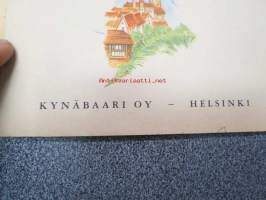 antikvariaatti.net
KYNÄBAARI OY – HELSINKI